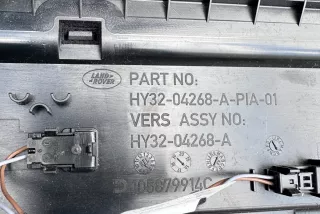 LAND
ROVER
PART NO:
HY32-04268-A-PIA-01
VERS ASSY NO:
HY32-04268-A